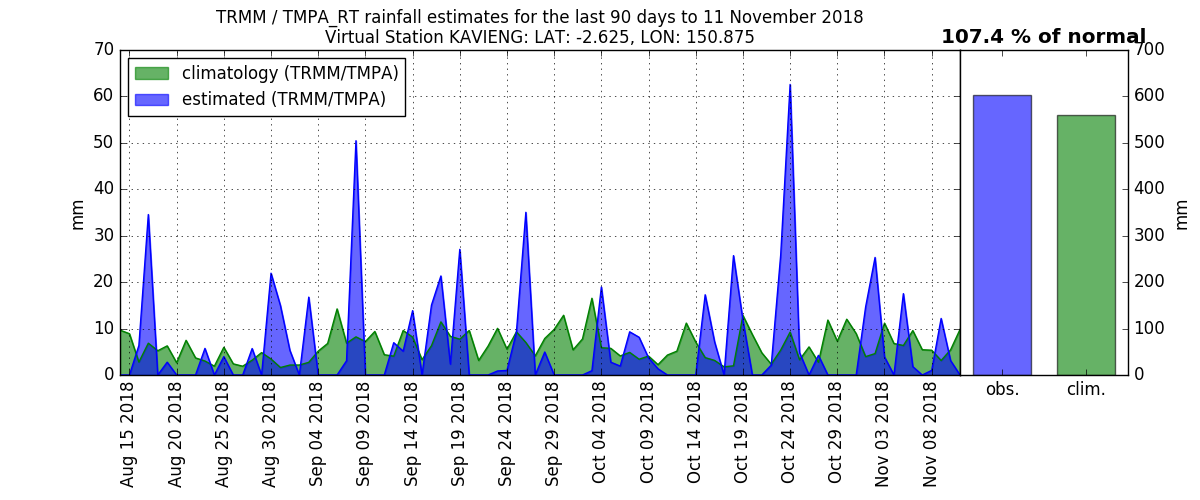 TRMM / TMPA_RT rainfall estimates for the last 90 days to 11 November 2018
Virtual Station KAVIENG: LAT: -2.625, LON: 150.875
107.4 % of normal
climatology (TRMM/TMPA)
estimated (TRMM/TMPA)
70
60
50
40
30
20
10
0
mm
Aug 15 2018
Aug 20 2018
Aug 25 2018
Aug 30 2018
Sep 04 2018
Sep 09 2018
Sep 14 2018
Sep 19 2018
Sep 24 2018
Sep 29 2018
Oct 04 2018
Oct 09 2018
Oct 14 2018
Oct 19 2018
Oct 24 2018
Oct 29 2018
Nov 03 2018
Nov 08 2018
obs.
clim.
700
600
500
400
300
200
100
0
mm